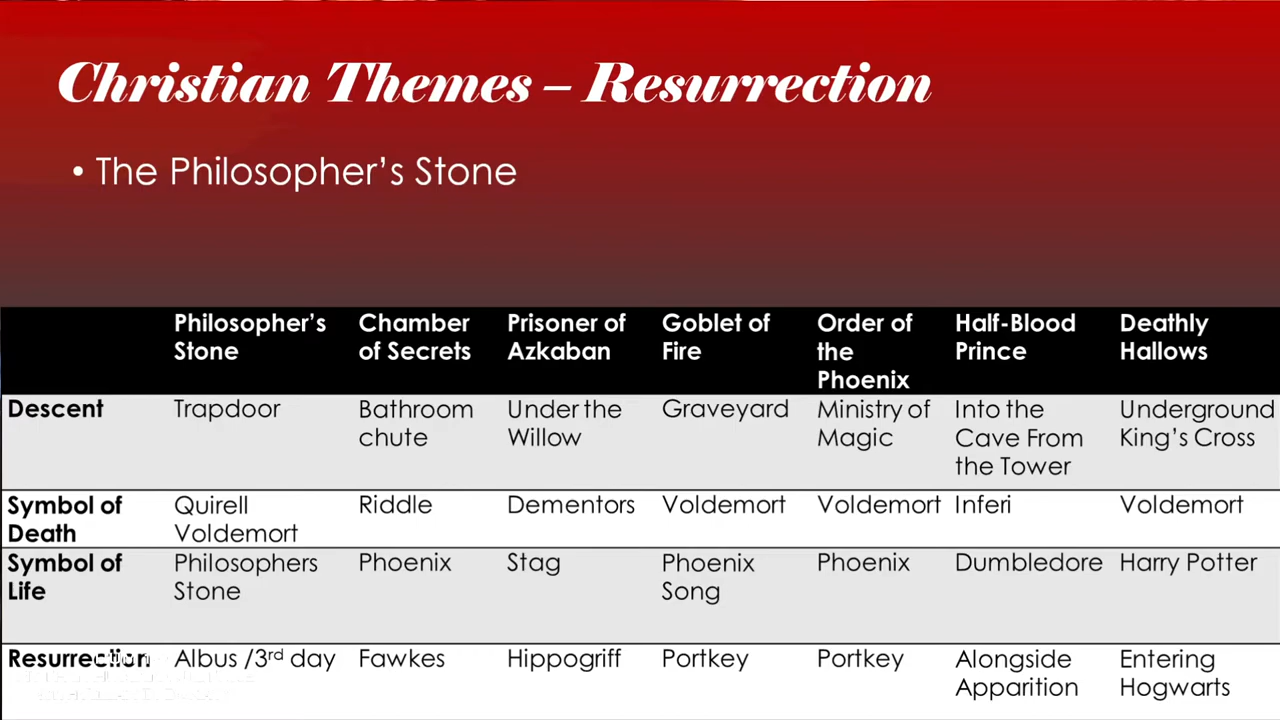 Christian Themes – Resurrection
• The Philosopher's Stone
Philosopher's Stone
Chamber of Secrets
Prisoner of Azkaban
Goblet of Fire
Order of the Phoenix
Half-Blood Prince
Deathly Hallows
Descent
Trapdoor
Bathroom chute
Under the Willow
Graveyard
Ministry of Magic
Into the Cave From the Tower
Underground King's Cross
Symbol of Death
Quirell Voldemort
Riddle
Dementors
Voldemort
Voldemort
Inferi
Voldemort
Symbol of Life
Philosophers Stone
Phoenix
Stag
Phoenix Song
Phoenix
Dumbledore
Harry Potter
Resurrection
Albus /3rd day
Fawkes
Hippogriff
Portkey
Portkey
Alongside Apparition
Entering Hogwarts